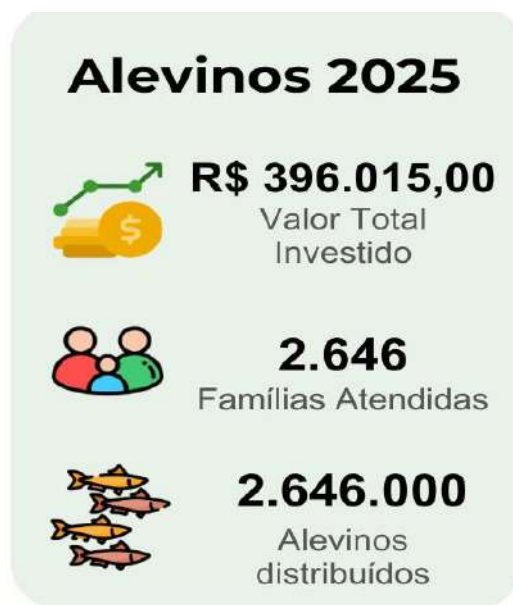 Alevinos 2025
R$ 396.015,00
Valor Total
Investido
2.646
Famílias Atendidas
2.646.000
Alevinos
distribuídos